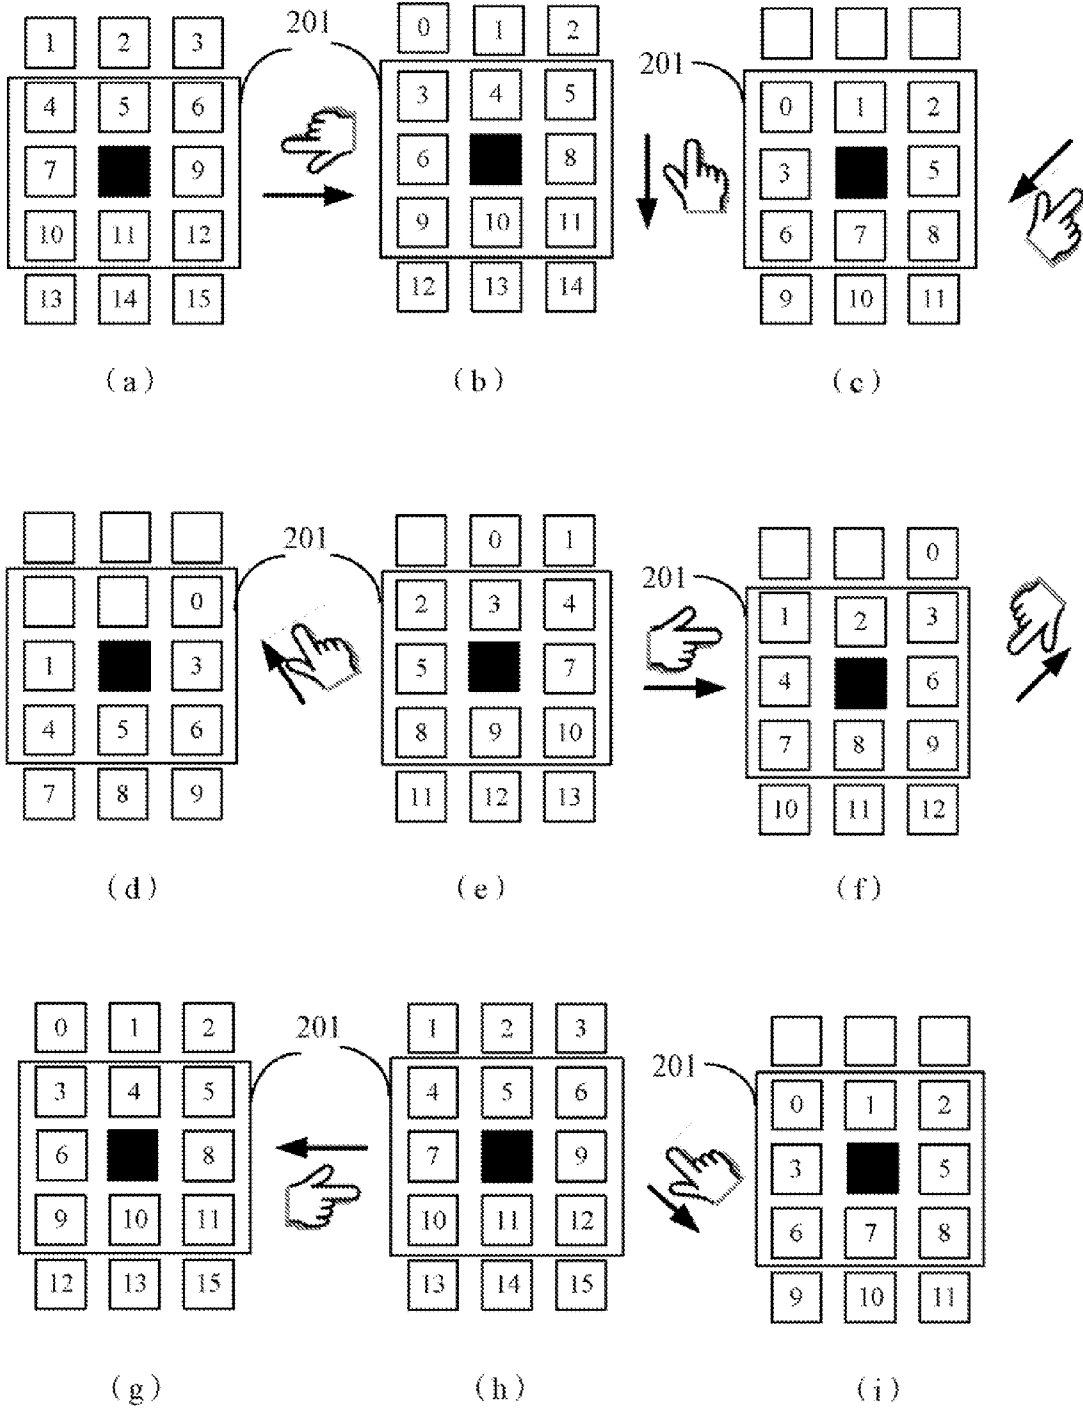 1 2 3 201 0 1 2
4 5 6 3 4 5 201 0 1 2
7 9 6 8 3 5
10 11 12 9 10 11 6 7 8
13 14 15 12 13 14 9 10 11
(a) (b) (c)
201 0 1 0
0 2 3 4 201 1 2 3
1 3 5 7 4 6
4 5 6 8 9 10 7 8 9
7 8 9 11 12 13 10 11 12
(d) (e) (f)
0 1 2 201 1 2 3
3 4 5 4 5 6 201 0 1 2
6 8 7 9 3 5
9 10 11 10 11 12 6 7 8
12 13 15 13 14 15 9 10 11
(g) (h) (i)